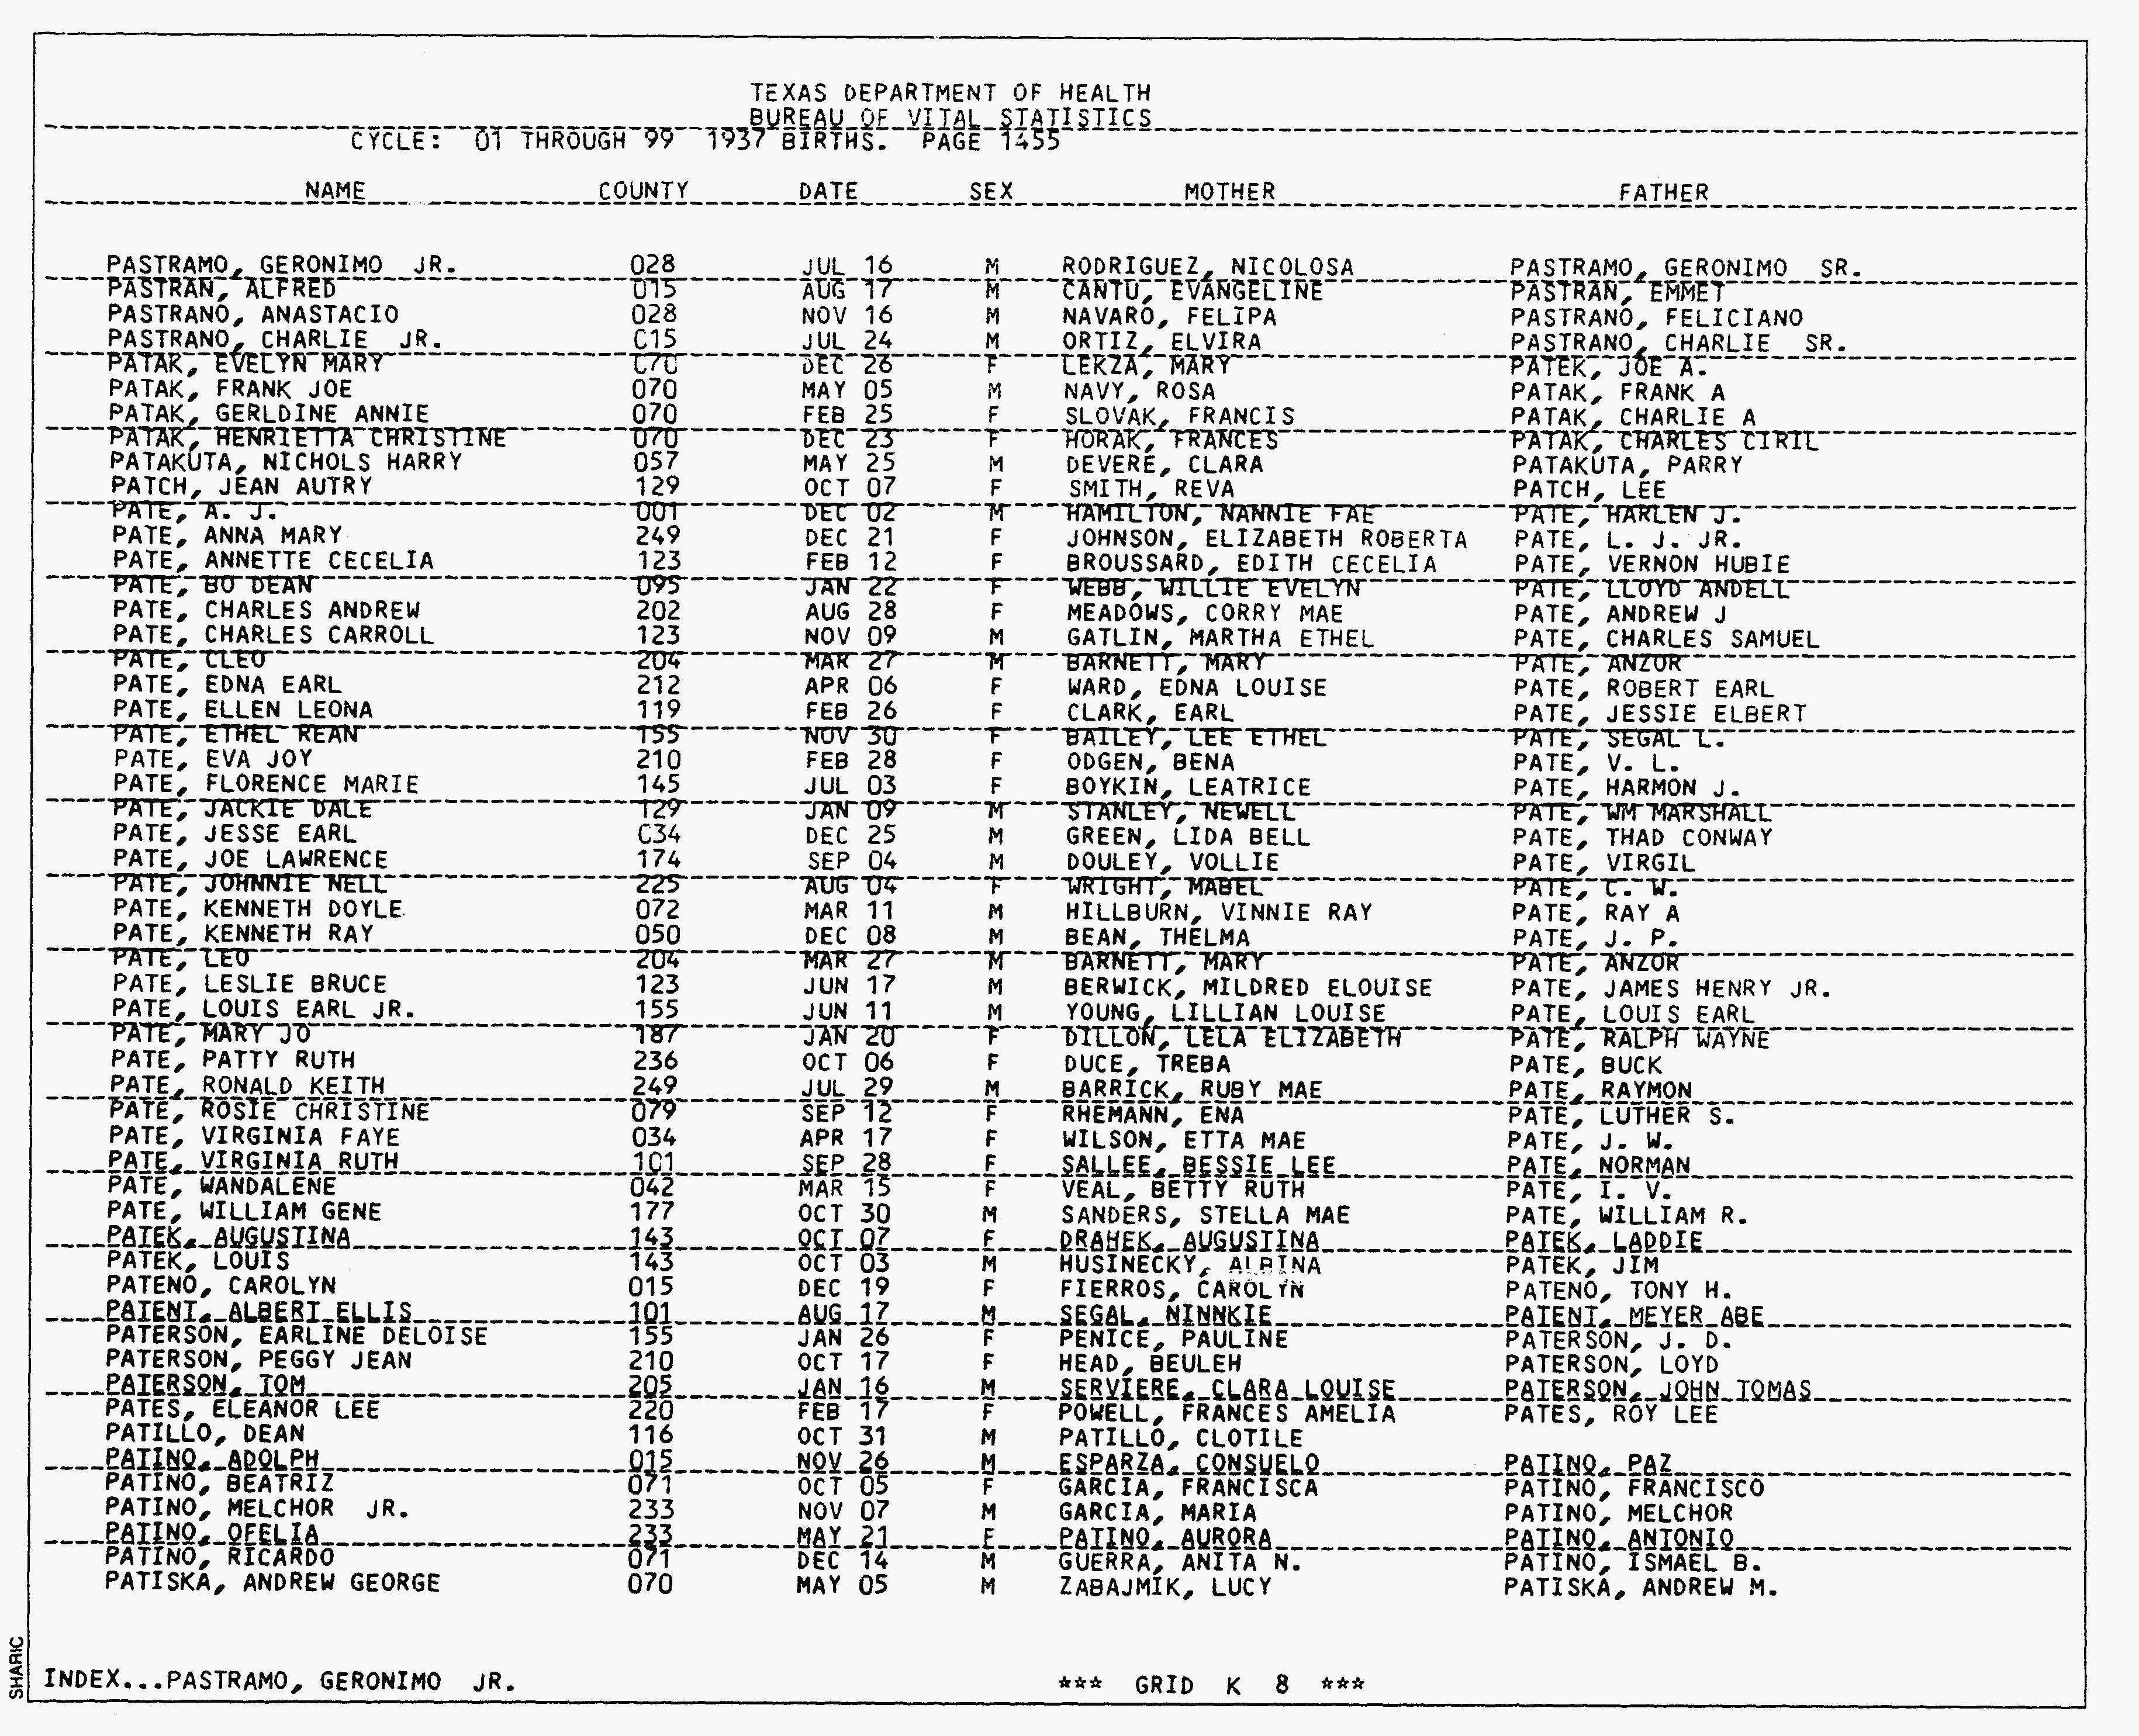 TEXAS DEPARTMENT OF HEALTH
BUREAU OF VITAL STATISTICS
CYCLE: 01 THROUGH 99 1937 BIRTHS. PAGE 1455
NAME COUNTY DATE SEX MOTHER FATHER
PASTRAMO, GERONIMO JR. 028 JUL 16 M RODRIGUEZ, NICOLOSA PASTRAMO, GERONIMO SR.
PASTRAN, ALFRED 015 AUG 17 M CANTU, EVANGELINE PASTRAN, EMMET
PASTRANO, ANASTACIO 028 NOV 16 M NAVARO, FELIPA PASTRANO, FELICIANO
PASTRANO, CHARLIE JR. C15 JUL 24 M ORTIZ, ELVIRA PASTRANO, CHARLIE SR.
PATAK, EVELYN MARY C70 DEC 26 F LEKZA, MARY PATEK, JOE A.
PATAK, FRANK JOE 070 MAY 05 M NAVY, ROSA PATAK, FRANK A
PATAK, GERLDINE ANNIE 070 FEB 25 F SLOVAK, FRANCIS PATAK, CHARLIE A
PATAK, HENRIETTA CHRISTINE 070 DEC 23 F HORAK, FRANCES PATAK, CHARLES CIRIL
PATAKUTA, NICHOLS HARRY 057 MAY 25 M DEVERE, CLARA PATAKUTA, PARRY
PATCH, JEAN AUTRY 129 OCT 07 F SMITH, REVA PATCH, LEE
PATE, A. J. 001 DEC 02 M HAMILTON, NANNIE FAE PATE, HARLEN J.
PATE, ANNA MARY 249 DEC 21 F JOHNSON, ELIZABETH ROBERTA PATE, L. J. JR.
PATE, ANNETTE CECELIA 123 FEB 12 F BROUSSARD, EDITH CECELIA PATE, VERNON HUBIE
PATE, BO DEAN 095 JAN 22 F WEBB, WILLIE EVELYN PATE, LLOYD ANDELL
PATE, CHARLES ANDREW 202 AUG 28 F MEADOWS, CORRY MAE PATE, ANDREW J
PATE, CHARLES CARROLL 123 NOV 09 M GATLIN, MARTHA ETHEL PATE, CHARLES SAMUEL
PATE, CLEO 204 MAR 27 M BARNETT, MARY PATE, ANZOR
PATE, EDNA EARL 212 APR 06 F WARD, EDNA LOUISE PATE, ROBERT EARL
PATE, ELLEN LEONA 119 FEB 26 F CLARK, EARL PATE, JESSIE ELBERT
PATE, ETHEL REAN 155 NOV 30 F BAILEY, LEE ETHEL PATE, SEGAL L.
PATE, EVA JOY 210 FEB 28 F ODGEN, BENA PATE, V. L.
PATE, FLORENCE MARIE 145 JUL 03 F BOYKIN, LEATRICE PATE, HARMON J.
PATE, JACKIE DALE 129 JAN 09 M STANLEY, NEWELL PATE, WM MARSHALL
PATE, JESSE EARL C34 DEC 25 M GREEN, LIDA BELL PATE, THAD CONWAY
PATE, JOE LAWRENCE 174 SEP 04 M DOULEY, VOLLIE PATE, VIRGIL
PATE, JOHNNIE NELL 225 AUG 04 F WRIGHT, MABEL PATE, C. W.
PATE, KENNETH DOYLE 072 MAR 11 M HILLBURN, VINNIE RAY PATE, RAY A
PATE, KENNETH RAY 050 DEC 08 M BEAN, THELMA PATE, J. P.
PATE, LEO 204 MAR 27 M BARNETT, MARY PATE, ANZOR
PATE, LESLIE BRUCE 123 JUN 17 M BERWICK, MILDRED ELOUISE PATE, JAMES HENRY JR.
PATE, LOUIS EARL JR. 155 JUN 11 M YOUNG, LILLIAN LOUISE PATE, LOUIS EARL
PATE, MARY JO 187 JAN 20 F DILLON, LELA ELIZABETH PATE, RALPH WAYNE
PATE, PATTY RUTH 236 OCT 06 F DUCE, TREBA PATE, BUCK
PATE, RONALD KEITH 249 JUL 29 M BARRICK, RUBY MAE PATE, RAYMON
PATE, ROSIE CHRISTINE 079 SEP 12 F RHEMANN, ENA PATE, LUTHER S.
PATE, VIRGINIA FAYE 034 APR 17 F WILSON, ETTA MAE PATE, J. W.
PATE, VIRGINIA RUTH 1C1 SEP 28 F SALLEE, BESSIE LEE PATE, NORMAN
PATE, WANDALENE 042 MAR 15 F VEAL, BETTY RUTH PATE, I. V.
PATE, WILLIAM GENE 177 OCT 30 M SANDERS, STELLA MAE PATE, WILLIAM R.
PATEK, AUGUSTINA 143 OCT 07 F DRAHEK, AUGUSTINA PATEK, LADDIE
PATEK, LOUIS 143 OCT 03 M HUSINECKY, ALBINA PATEK, JIM
PATENO, CAROLYN 015 DEC 19 F FIERROS, CAROLYN PATENO, TONY H.
PATENT, ALBERT ELLIS 101 AUG 17 M SEGAL, NINNKIE PATENT, MEYER ABE
PATERSON, EARLINE DELOISE 155 JAN 26 F PENICE, PAULINE PATERSON, J. D.
PATERSON, PEGGY JEAN 210 OCT 17 F HEAD, BEULEH PATERSON, LOYD
PATERSON, TOM 205 JAN 16 M SERVIERE, CLARA LOUISE PATERSON, JOHN TOMAS
PATES, ELEANOR LEE 220 FEB 17 F POWELL, FRANCES AMELIA PATES, ROY LEE
PATILLO, DEAN 116 OCT 31 M PATILLO, CLOTILE
PATINO, ADOLPH 015 NOV 26 M ESPARZA, CONSUELO PATINO, PAZ
PATINO, BEATRIZ 071 OCT 05 F GARCIA, FRANCISCA PATINO, FRANCISCO
PATINO, MELCHOR JR. 233 NOV 07 M GARCIA, MARIA PATINO, MELCHOR
PATINO, OFELIA 233 MAY 21 F PATINO, AURORA PATINO, ANTONIO
PATINO, RICARDO 071 DEC 14 M GUERRA, ANITA N. PATINO, ISMAEL B.
PATISKA, ANDREW GEORGE 070 MAY 05 M ZABAJMIK, LUCY PATISKA, ANDREW M.
SHARIC
INDEX...PASTRAMO, GERONIMO JR. *** GRID K 8 ***